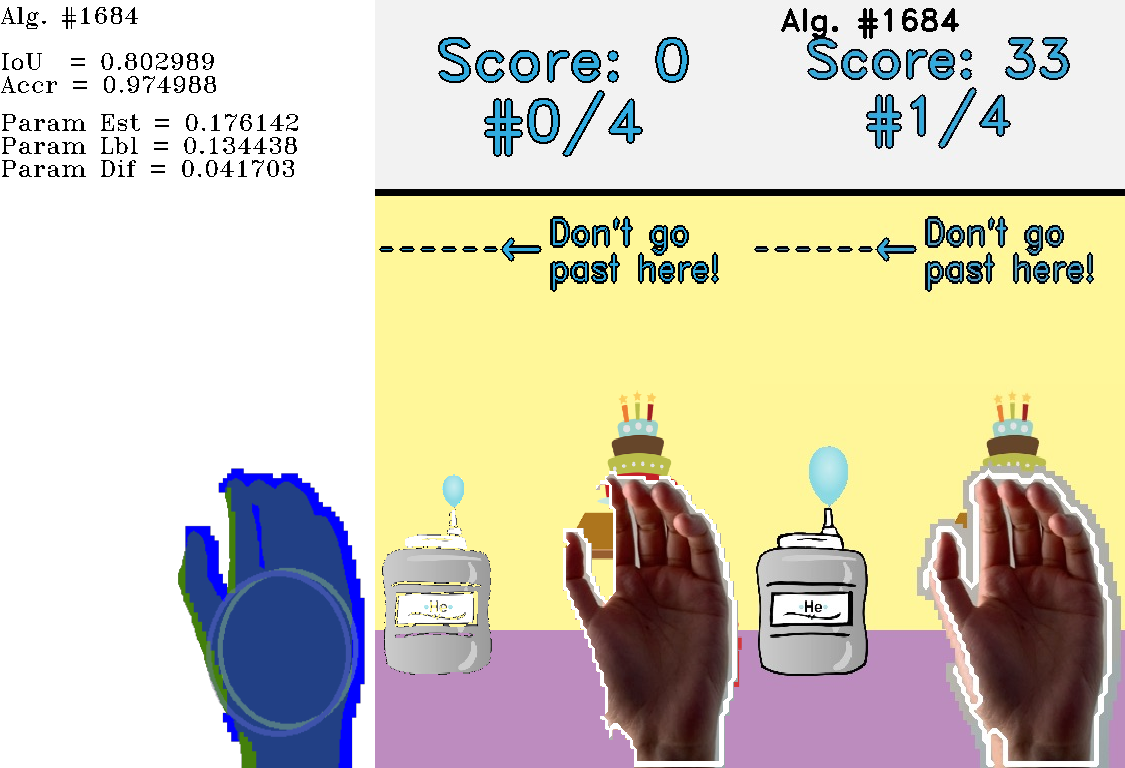 Alg. #1684
IoU = 0.802989
Accr = 0.974988
Param Est = 0.176142
Param Lbl = 0.134438
Param Dif = 0.041703
Score: 0
#0/4
Don't go
past here!
He
Alg. #1684
Score: 33
#1/4
Don't go
past here!
He